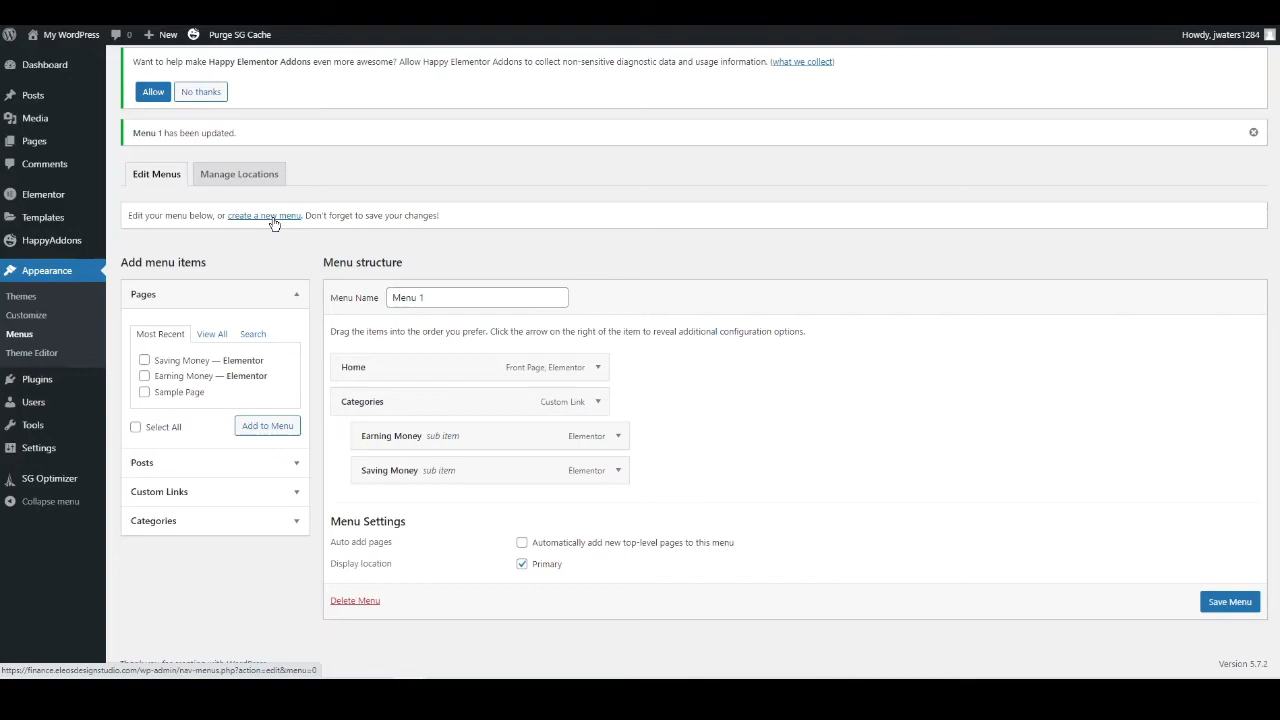 My WordPress 0 New Purge SG Cache Howdy, jwaters1284
Dashboard
Posts
Media
Pages
Comments
Elementor
Templates
HappyAddons
Appearance
Themes
Customize
Menus
Theme Editor
Plugins
Users
Tools
Settings
SG Optimizer
Collapse menu
Want to help make Happy Elementor Addons even more awesome? Allow Happy Elementor Addons to collect non-sensitive diagnostic data and usage information. (what we collect)
Allow No thanks
Menu 1 has been updated.
Edit Menus Manage Locations
Edit your menu below, or create a new menu. Don't forget to save your changes!
Add menu items
Pages
Most Recent View All Search
Saving Money — Elementor
Earning Money — Elementor
Sample Page
Select All Add to Menu
Posts
Custom Links
Categories
Menu structure
Menu Name Menu 1
Drag the items into the order you prefer. Click the arrow on the right of the item to reveal additional configuration options.
Home Front Page, Elementor
Categories Custom Link
Earning Money sub item Elementor
Saving Money sub item Elementor
Menu Settings
Auto add pages Automatically add new top-level pages to this menu
Display location Primary
Delete Menu Save Menu
Thank you for creating with WordPress. Version 5.7.2
https://finance.eleosdesignstudio.com/wp-admin/nav-menus.php?action=edit&menu=0